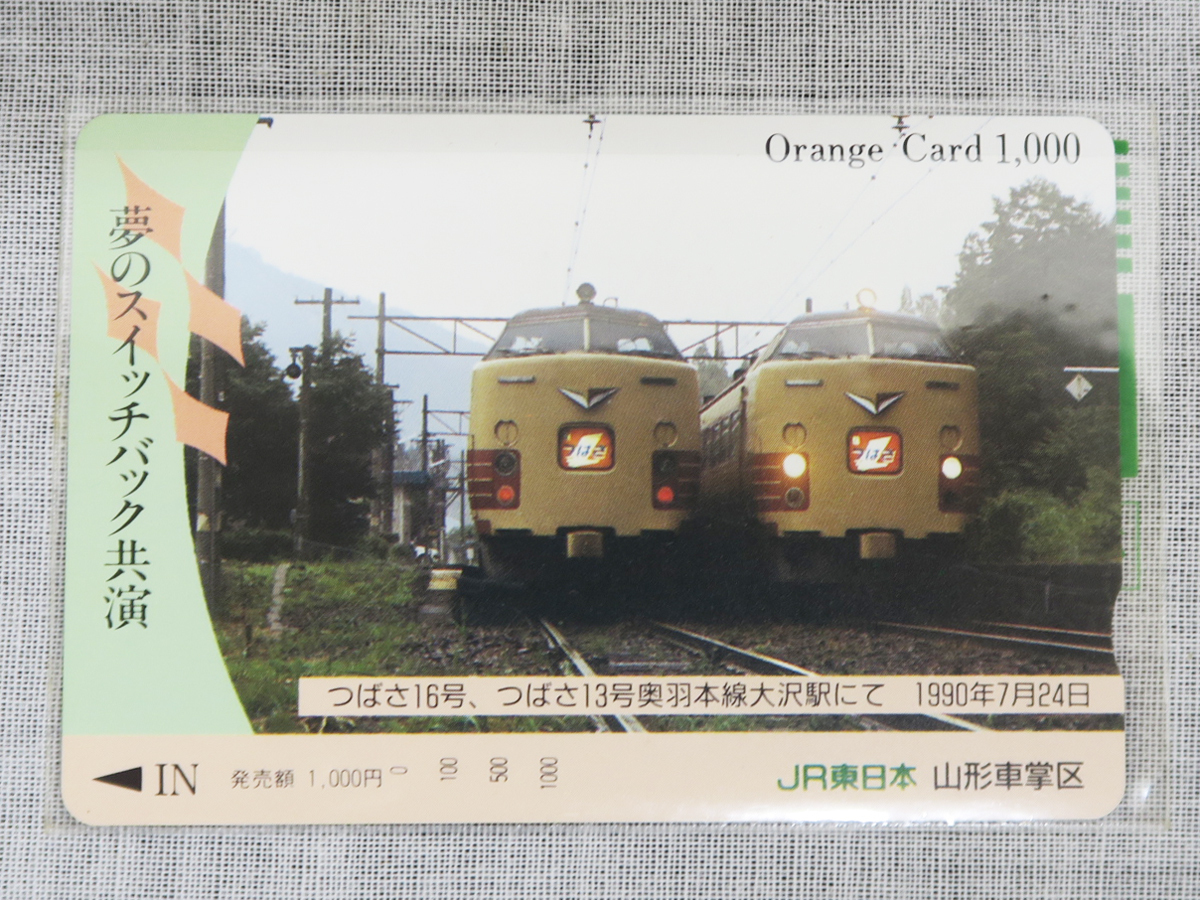 Orange Card 1,000
夢のスイッチバック共演
つばさ
つばさ
つばさ16号、つばさ13号奥羽本線大沢駅にて 1990年7月24日
IN 発売額 1,000円 0 100 500 1000
JR東日本 山形車掌区